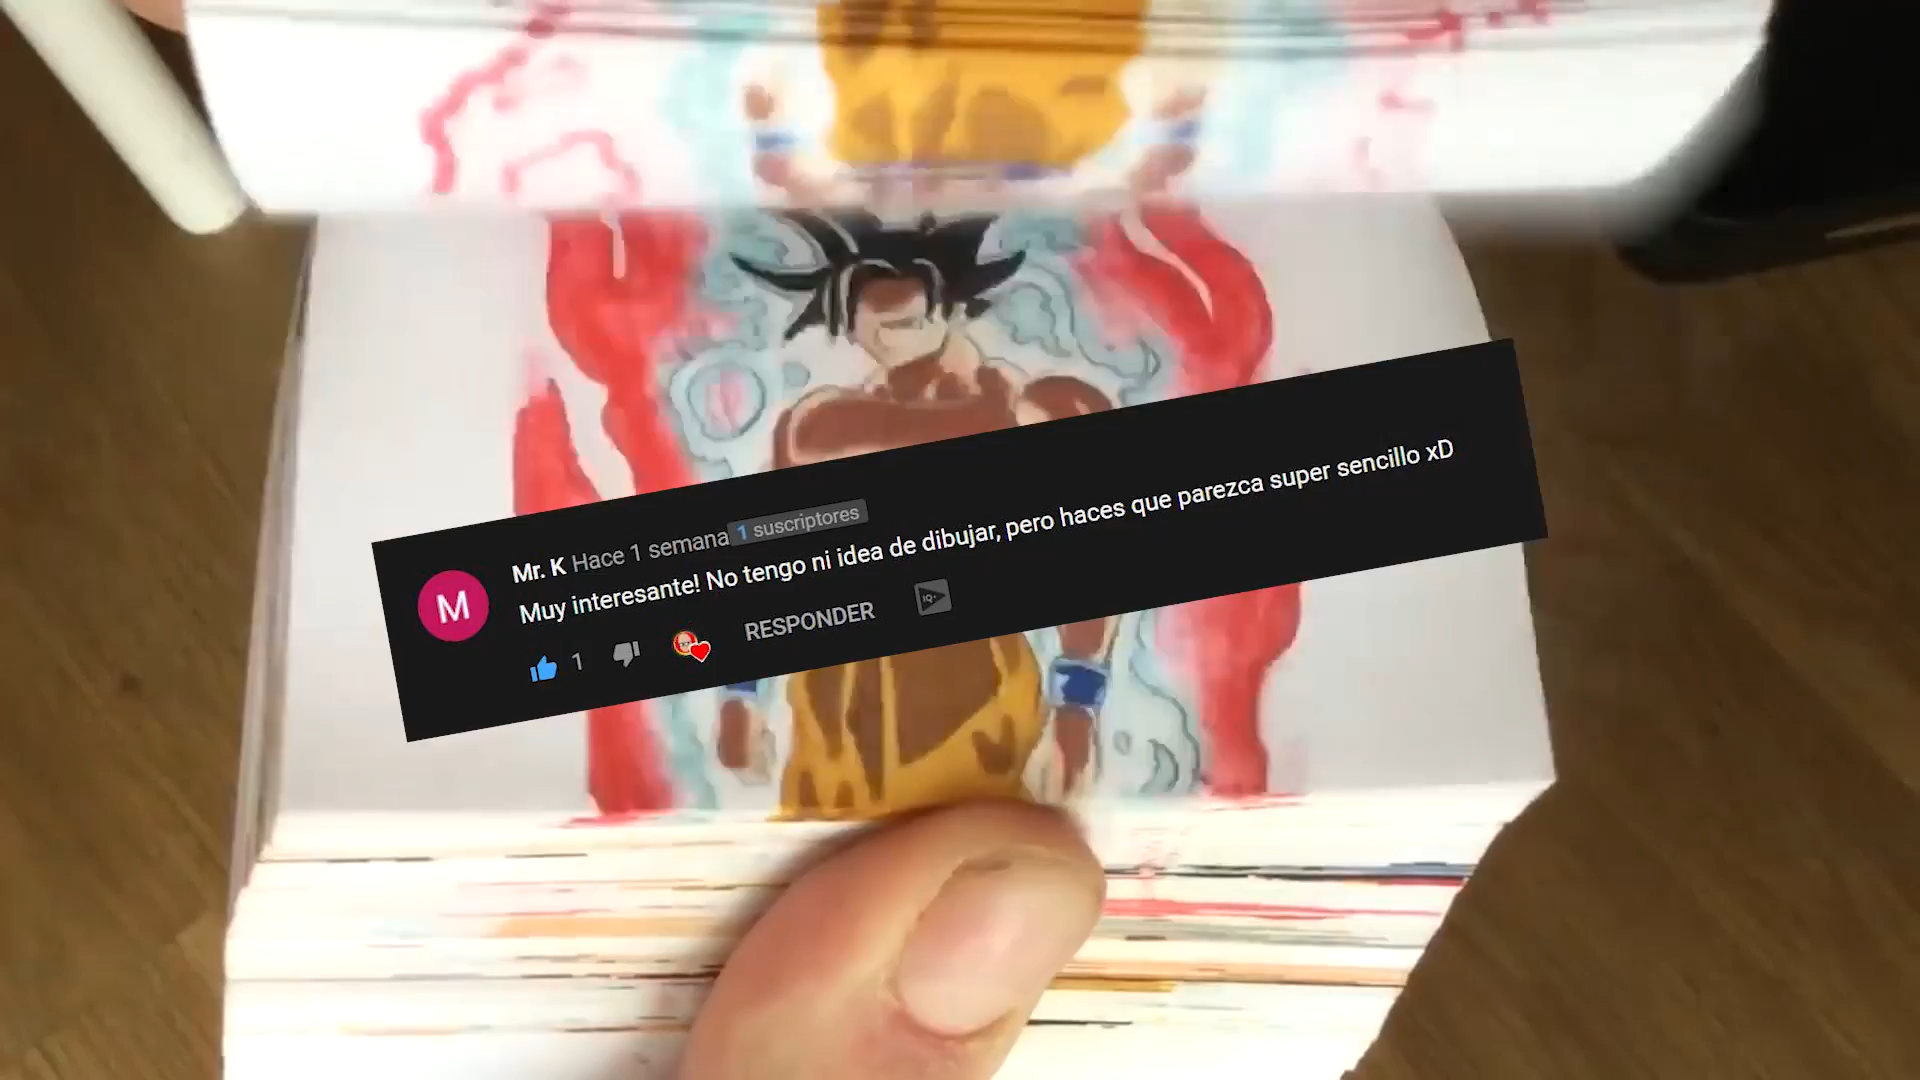 Mr. K Hace 1 semana 1 suscriptores
Muy interesante! No tengo ni idea de dibujar, pero haces que parezca super sencillo xD
1 RESPONDER IQ+
M